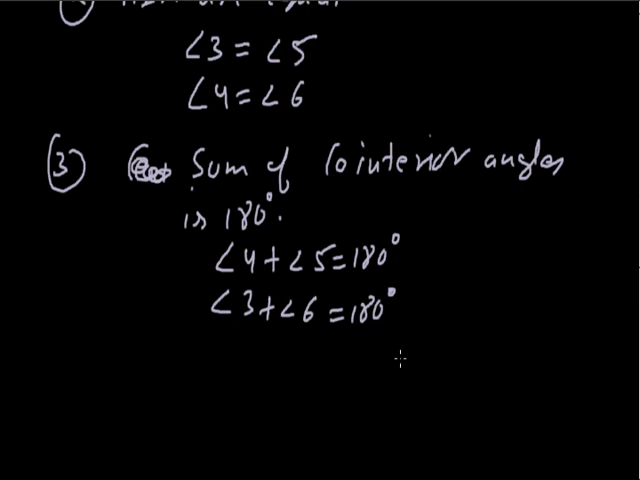 ∠3 = ∠5
∠4 = ∠6
(3) Sum of Cointerior angles
is 180°.
∠4 + ∠5 = 180°
∠3 + ∠6 = 180°